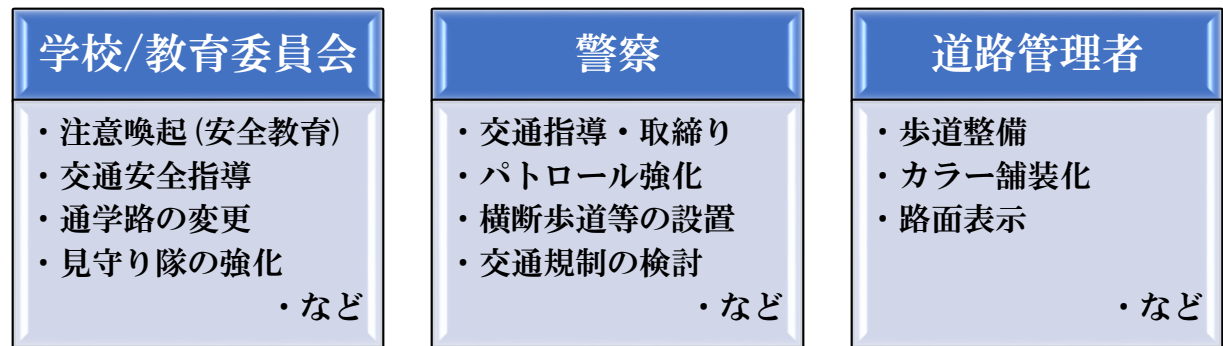 学校/教育委員会
・注意喚起(安全教育)
・交通安全指導
・通学路の変更
・見守り隊の強化
・など
警察
・交通指導・取締り
・パトロール強化
・横断歩道等の設置
・交通規制の検討
・など
道路管理者
・歩道整備
・カラー舗装化
・路面表示
・など